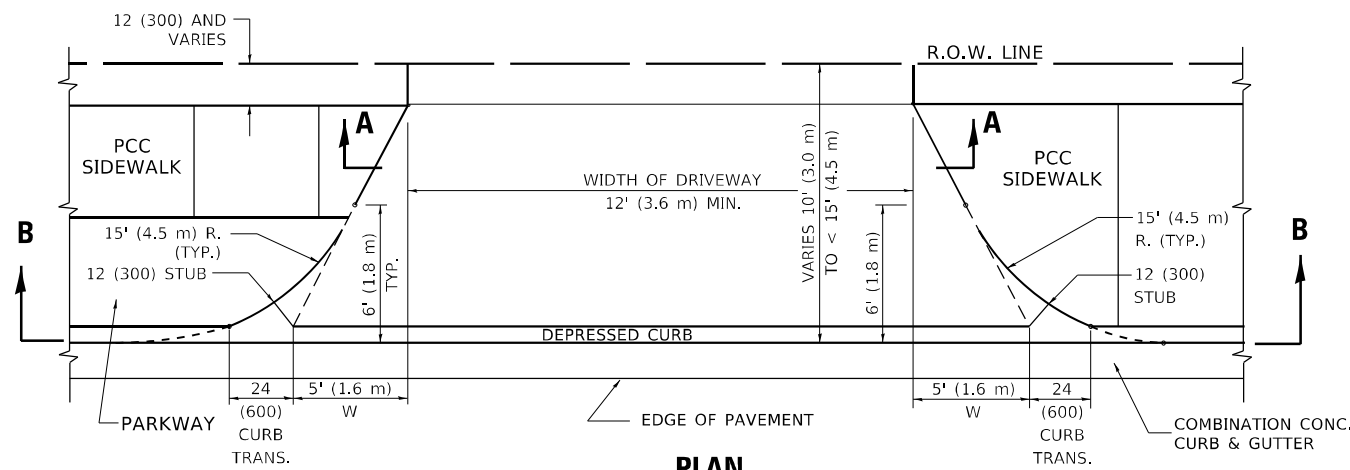 12 (300) AND
VARIES
R.O.W. LINE
A
A
PCC
SIDEWALK
WIDTH OF DRIVEWAY
12' (3.6 m) MIN.
VARIES 10' (3.0 m)
TO < 15' (4.5 m)
PCC
SIDEWALK
B
15' (4.5 m) R.
(TYP.)
12 (300) STUB
6' (1.8 m)
TYP.
6' (1.8 m)
15' (4.5 m)
R. (TYP.)
12 (300)
STUB
B
DEPRESSED CURB
PARKWAY
24
(600)
CURB
TRANS.
5' (1.6 m)
W
EDGE OF PAVEMENT
5' (1.6 m)
W
24
(600)
CURB
TRANS.
COMBINATION CONC.
CURB & GUTTER
PLAN